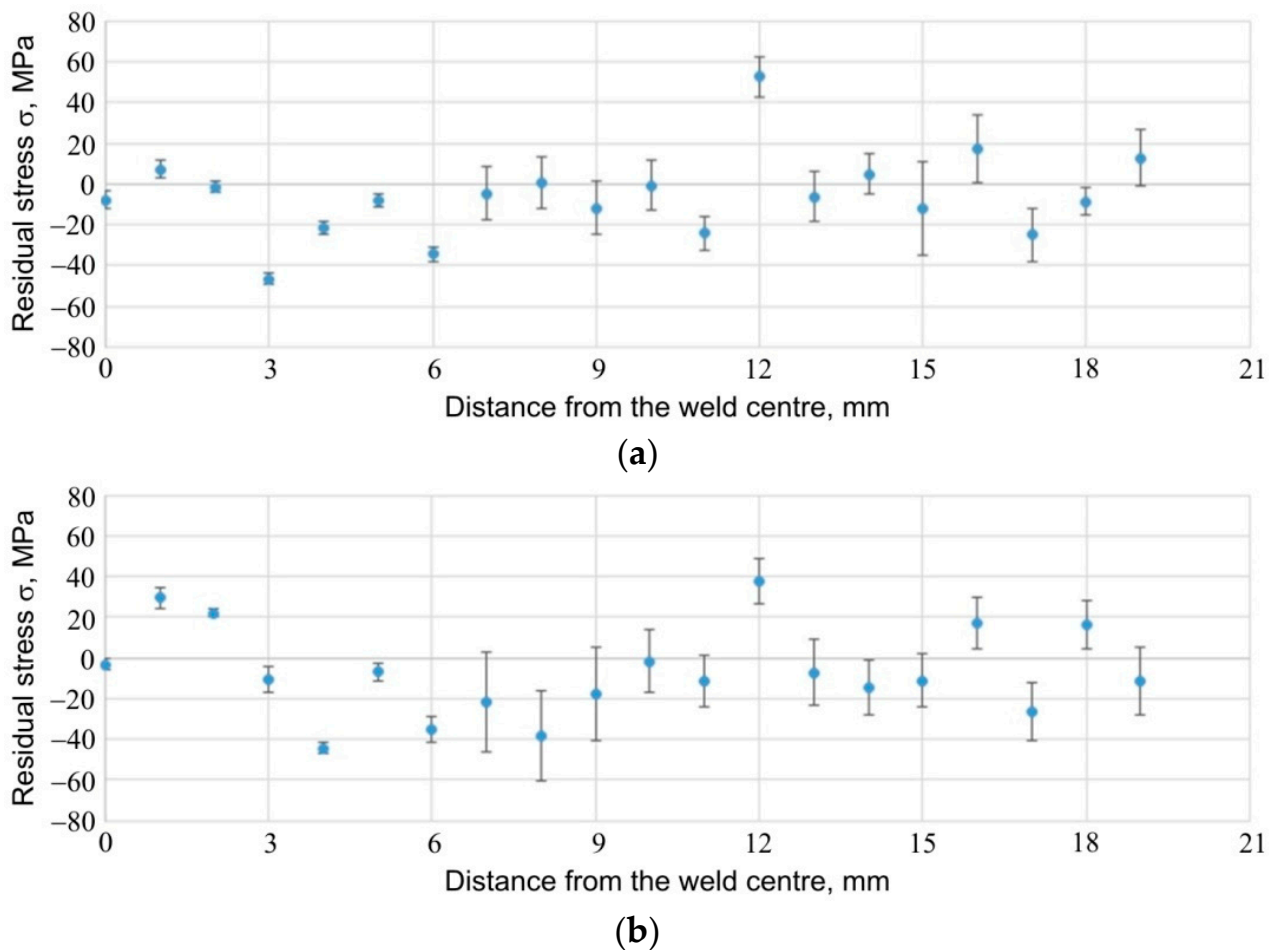 Residual stress σ, MPa
80
60
40
20
0
–20
–40
–60
–80
0 3 6 9 12 15 18 21
Distance from the weld centre, mm
(a)
Residual stress σ, MPa
80
60
40
20
0
–20
–40
–60
–80
0 3 6 9 12 15 18 21
Distance from the weld centre, mm
(b)